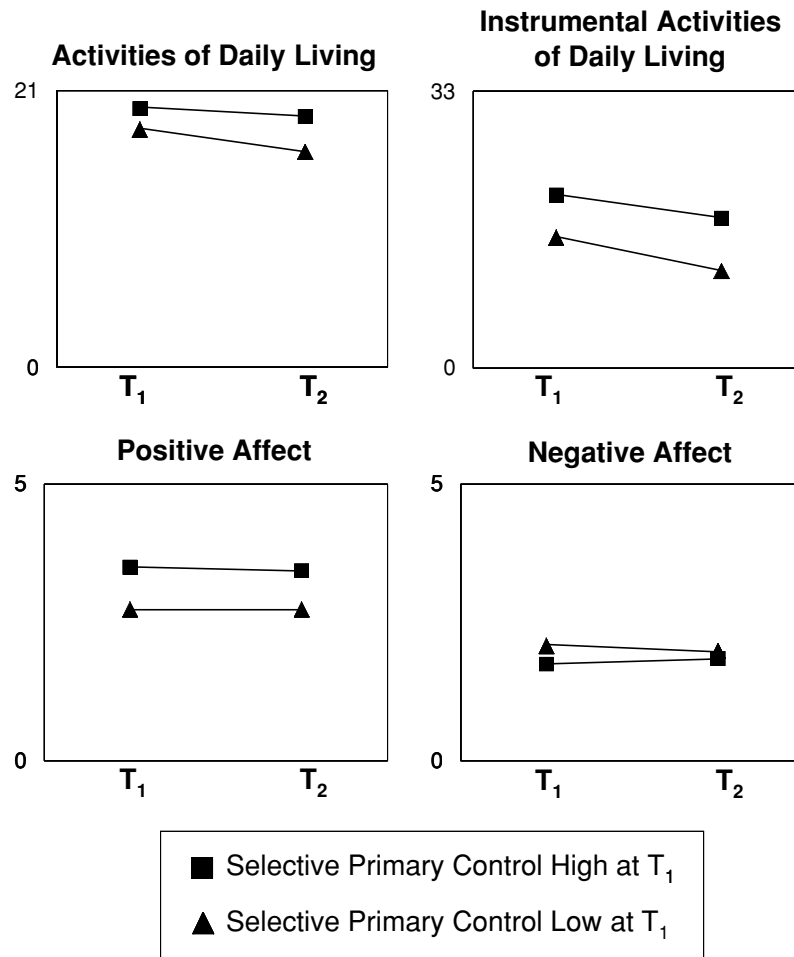 Activities of Daily Living
21
0
T1
T2
Instrumental Activities
of Daily Living
33
0
T1
T2
Positive Affect
5
0
T1
T2
Negative Affect
5
0
T1
T2
Selective Primary Control High at T1
Selective Primary Control Low at T1